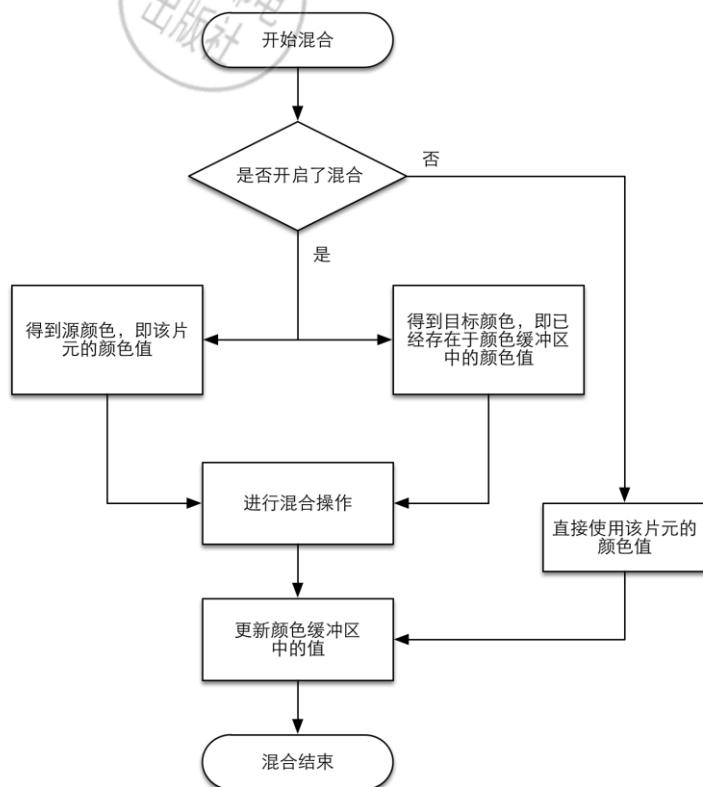 出版社
开始混合
是否开启了混合
否
是
得到源颜色，即该片
元的颜色值
得到目标颜色，即已
经存在于颜色缓冲区
中的颜色值
进行混合操作
直接使用该片元的
颜色值
更新颜色缓冲区
中的值
混合结束